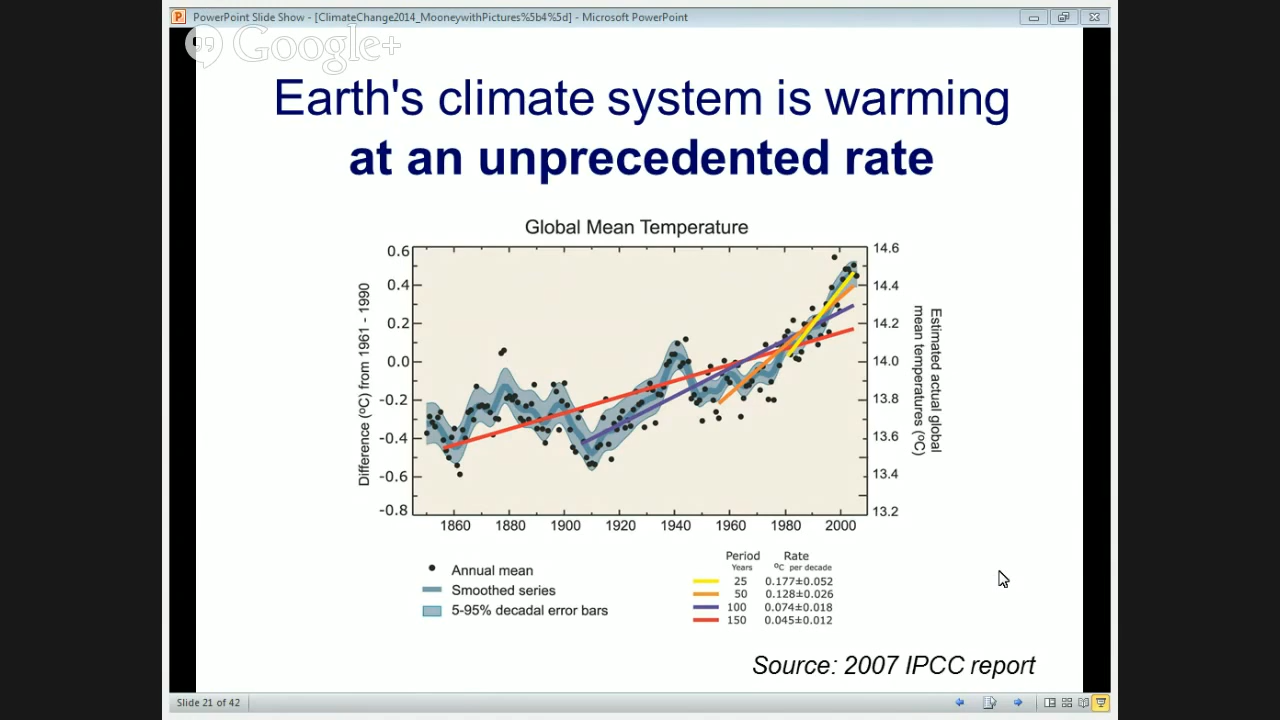 PowerPoint Slide Show - [ClimateChange2014_MooneywithPictures%5b4%5d] - Microsoft PowerPoint
Google+
Earth's climate system is warming
at an unprecedented rate
Global Mean Temperature
Difference (ºC) from 1961 - 1990
0.6
0.4
0.2
0.0
-0.2
-0.4
-0.6
-0.8
14.6
14.4
14.2
14.0
13.8
13.6
13.4
13.2
Estimated actual global
mean temperatures (ºC)
1860 1880 1900 1920 1940 1960 1980 2000
Annual mean
Smoothed series
5-95% decadal error bars
Period Rate
Years ºC per decade
25 0.177±0.052
50 0.128±0.026
100 0.074±0.018
150 0.045±0.012
Source: 2007 IPCC report
Slide 21 of 42